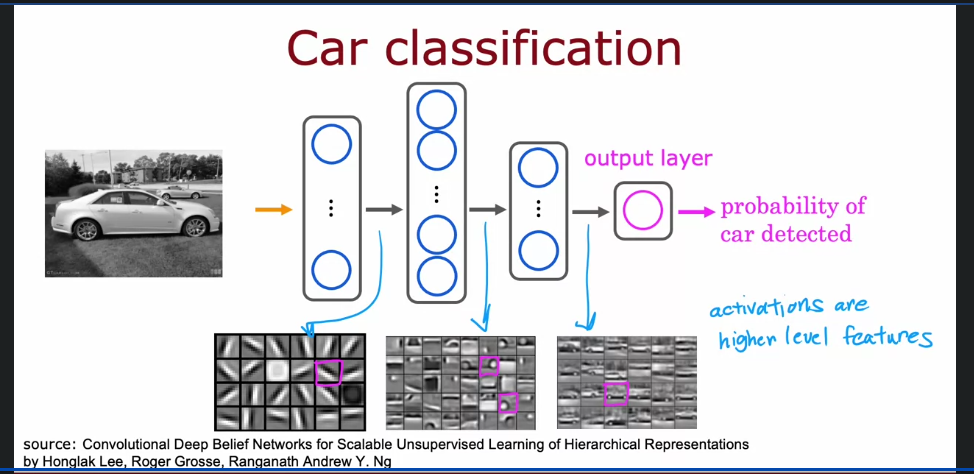 Car classification
output layer
probability of
car detected
activations are
higher level features
source: Convolutional Deep Belief Networks for Scalable Unsupervised Learning of Hierarchical Representations
by Honglak Lee, Roger Grosse, Ranganath Andrew Y. Ng